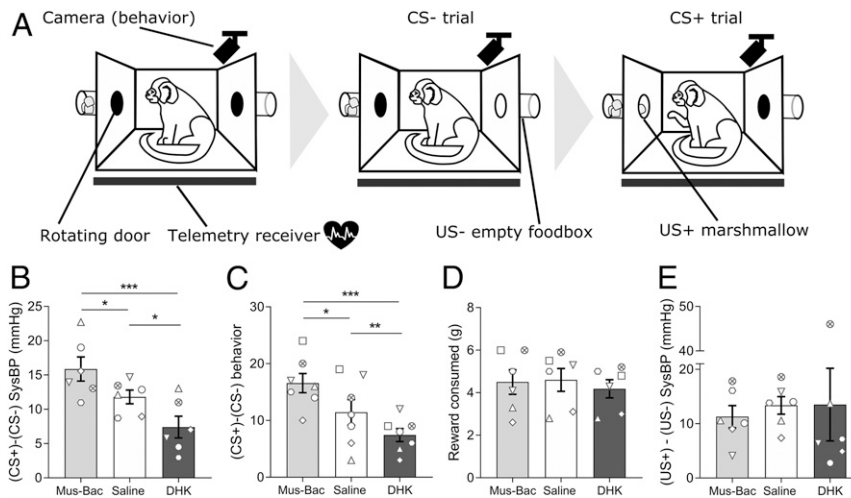 A
Camera (behavior)
CS- trial
CS+ trial
Rotating door
Telemetry receiver
US- empty foodbox
US+ marshmallow
B
(CS+)-(CS-) SysBP (mmHg)
25
20
15
10
5
0
***
*
*
Mus-Bac
Saline
DHK
C
(CS+)-(CS-) behavior
30
20
10
0
***
*
**
Mus-Bac
Saline
DHK
D
Reward consumed (g)
8
6
4
2
0
Mus-Bac
Saline
DHK
E
(US+) - (US-) SysBP (mmHg)
50
40
20
10
0
Mus-Bac
Saline
DHK